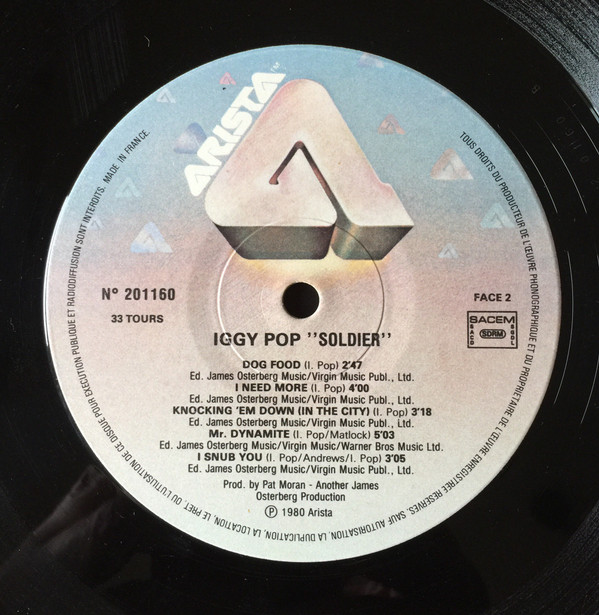 ARISTA™
N° 201160
33 TOURS
FACE 2
SACEM
SACD
SDRM
SGDL
IGGY POP "SOLDIER"
DOG FOOD (I. Pop) 2'47
Ed. James Osterberg Music/Virgin Music Publ., Ltd.
I NEED MORE (I. Pop) 4'00
Ed. James Osterberg Music/Virgin Music Publ., Ltd.
KNOCKING 'EM DOWN (IN THE CITY) (I. Pop) 3'18
Ed. James Osterberg Music/Virgin Music Publ., Ltd.
Mr. DYNAMITE (I. Pop/Matlock) 5'03
Ed. James Osterberg Music/Virgin Music/Warner Bros Music Ltd.
I SNUB YOU (I. Pop/Andrews/I. Pop) 3'05
Ed. James Osterberg Music/Virgin Music Publ., Ltd.
Prod. by Pat Moran - Another James
Osterberg Production
℗ 1980 Arista
TOUS DROITS DU PRODUCTEUR DE L'ŒUVRE PHONOGRAPHIQUE ET DU PROPRIETAIRE DE L'ŒUVRE ENREGISTREE RESERVES. SAUF AUTORISATION, LA DUPLICATION, LA LOCATION, LE PRET, OU L'UTILISATION DE CE DISQUE POUR EXECUTION PUBLIQUE ET RADIODIFFUSION SONT INTERDITS. MADE IN FRANCE.